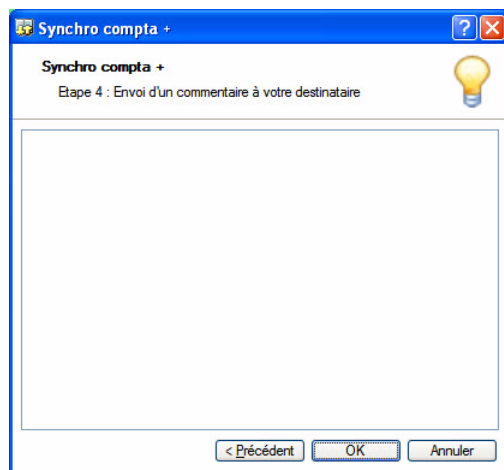 Synchro compta +
Synchro compta +
Etape 4 : Envoi d'un commentaire à votre destinataire
< Précédent OK Annuler